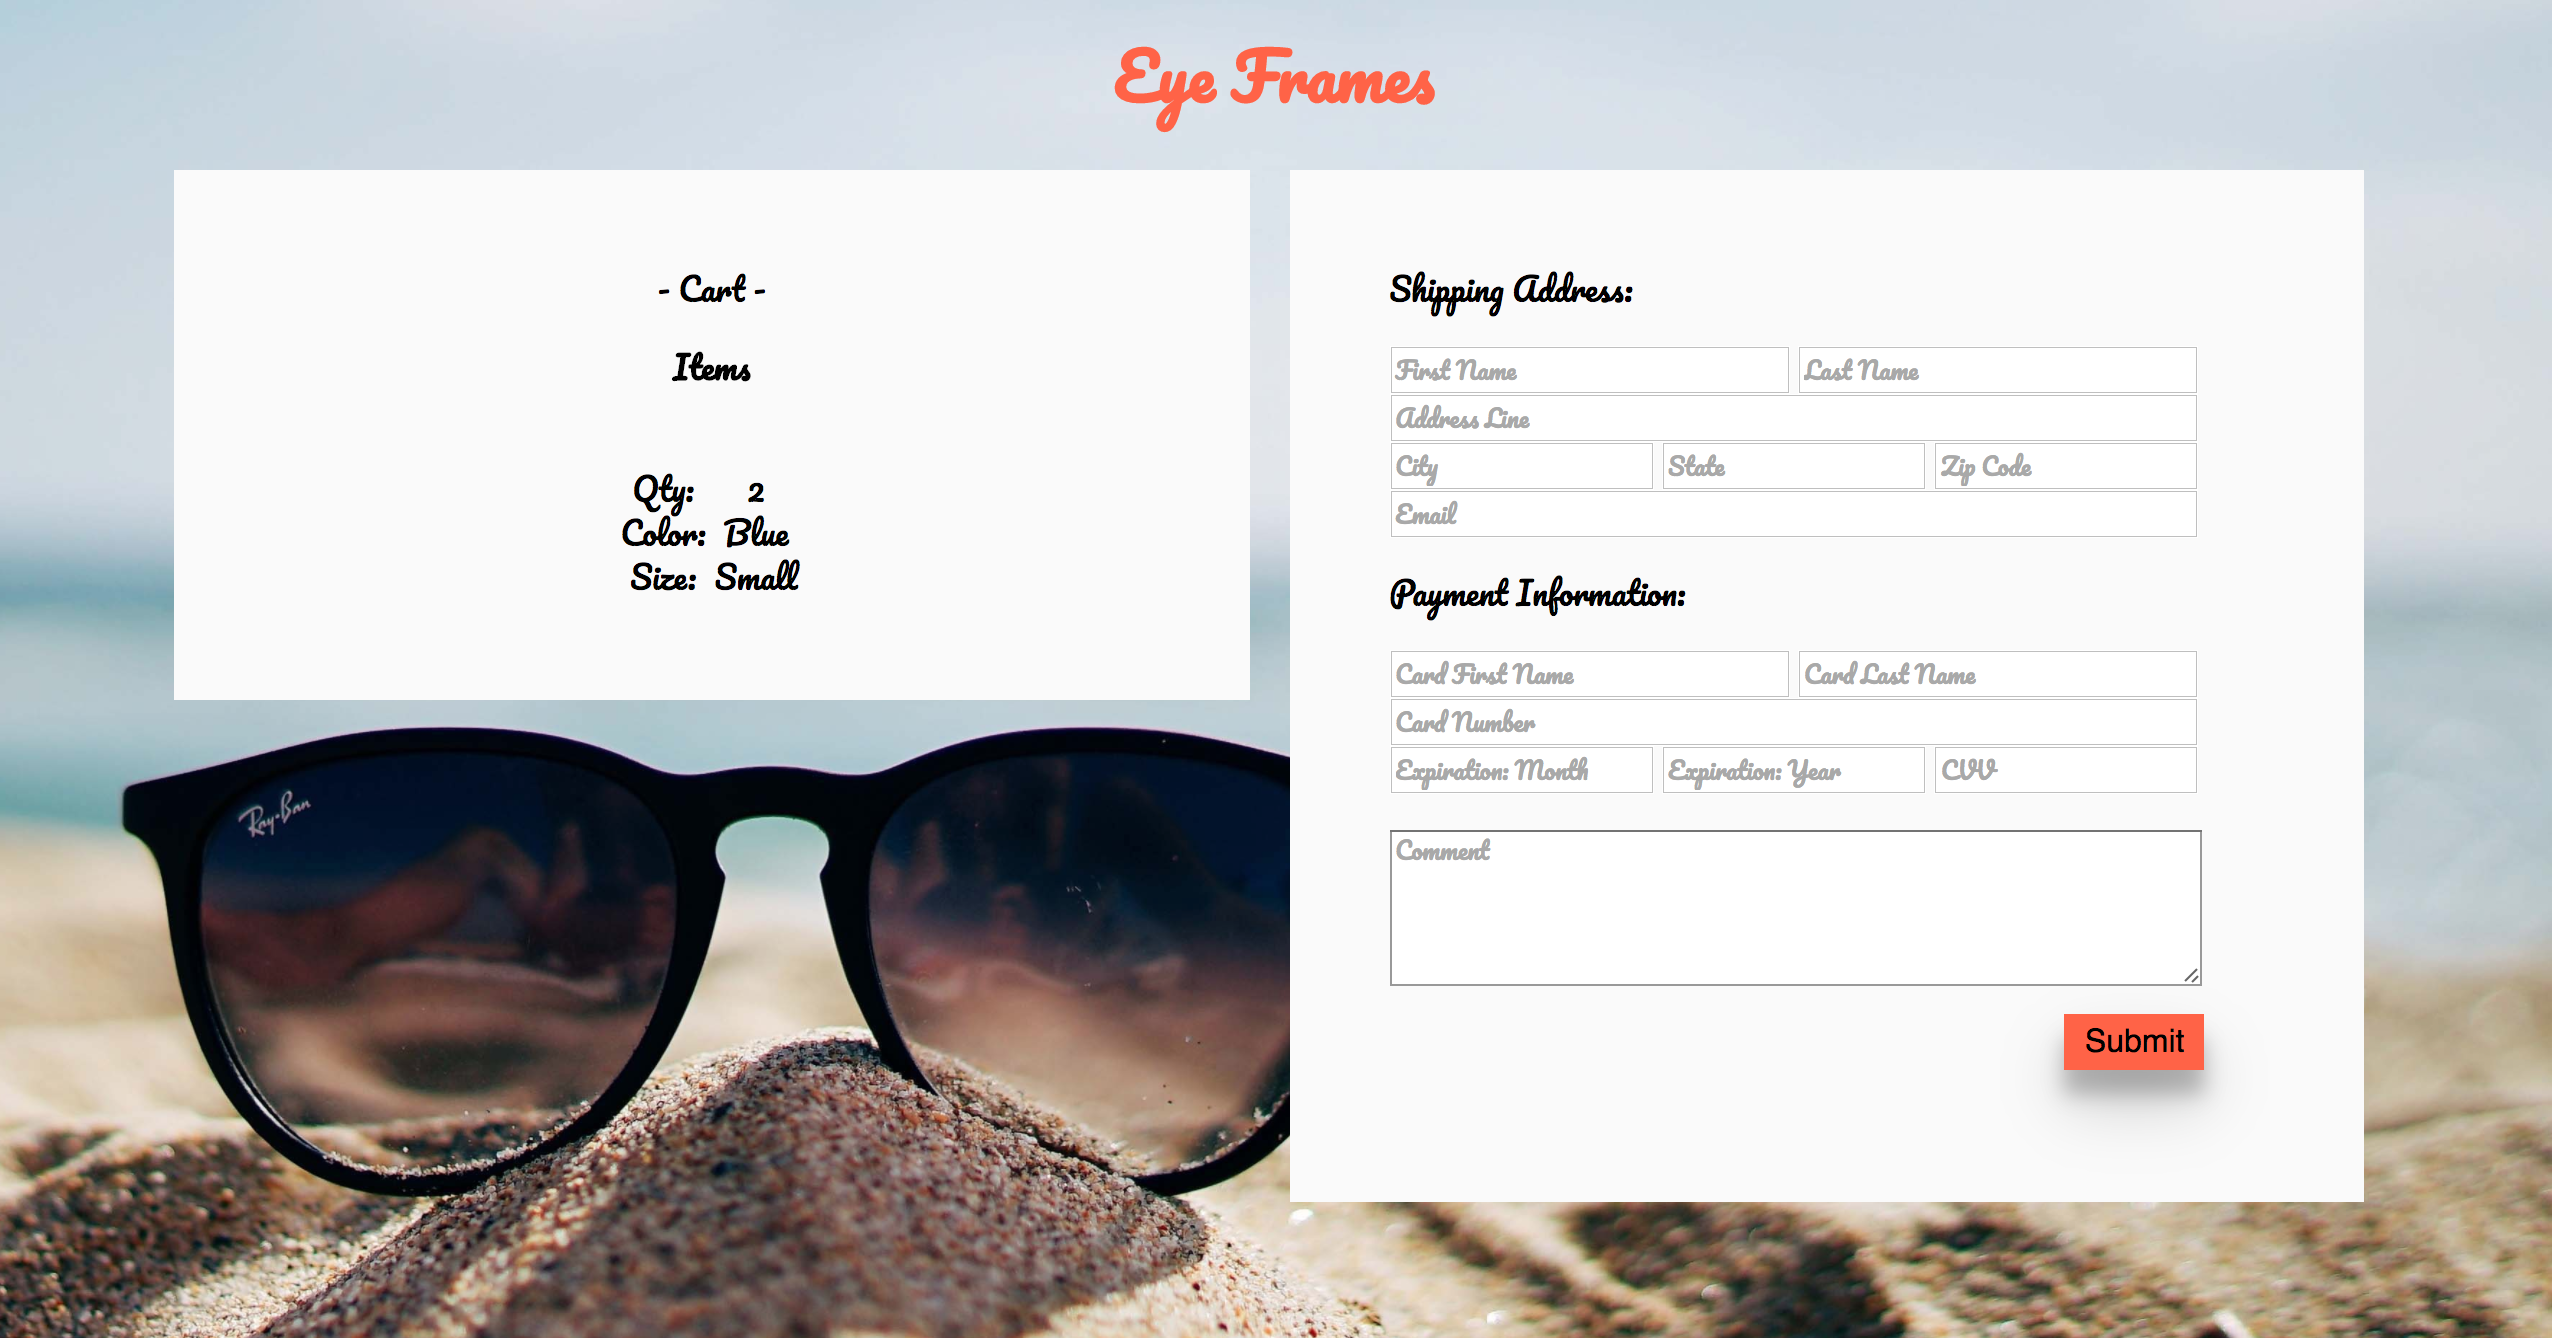 Eye Frames
- Cart -
Items
Qty: 2
Color: Blue
Size: Small
Shipping Address:
First Name Last Name
Address Line
City State Zip Code
Email
Payment Information:
Card First Name Card Last Name
Card Number
Expiration: Month Expiration: Year CVV
Comment
Submit
Ray-Ban